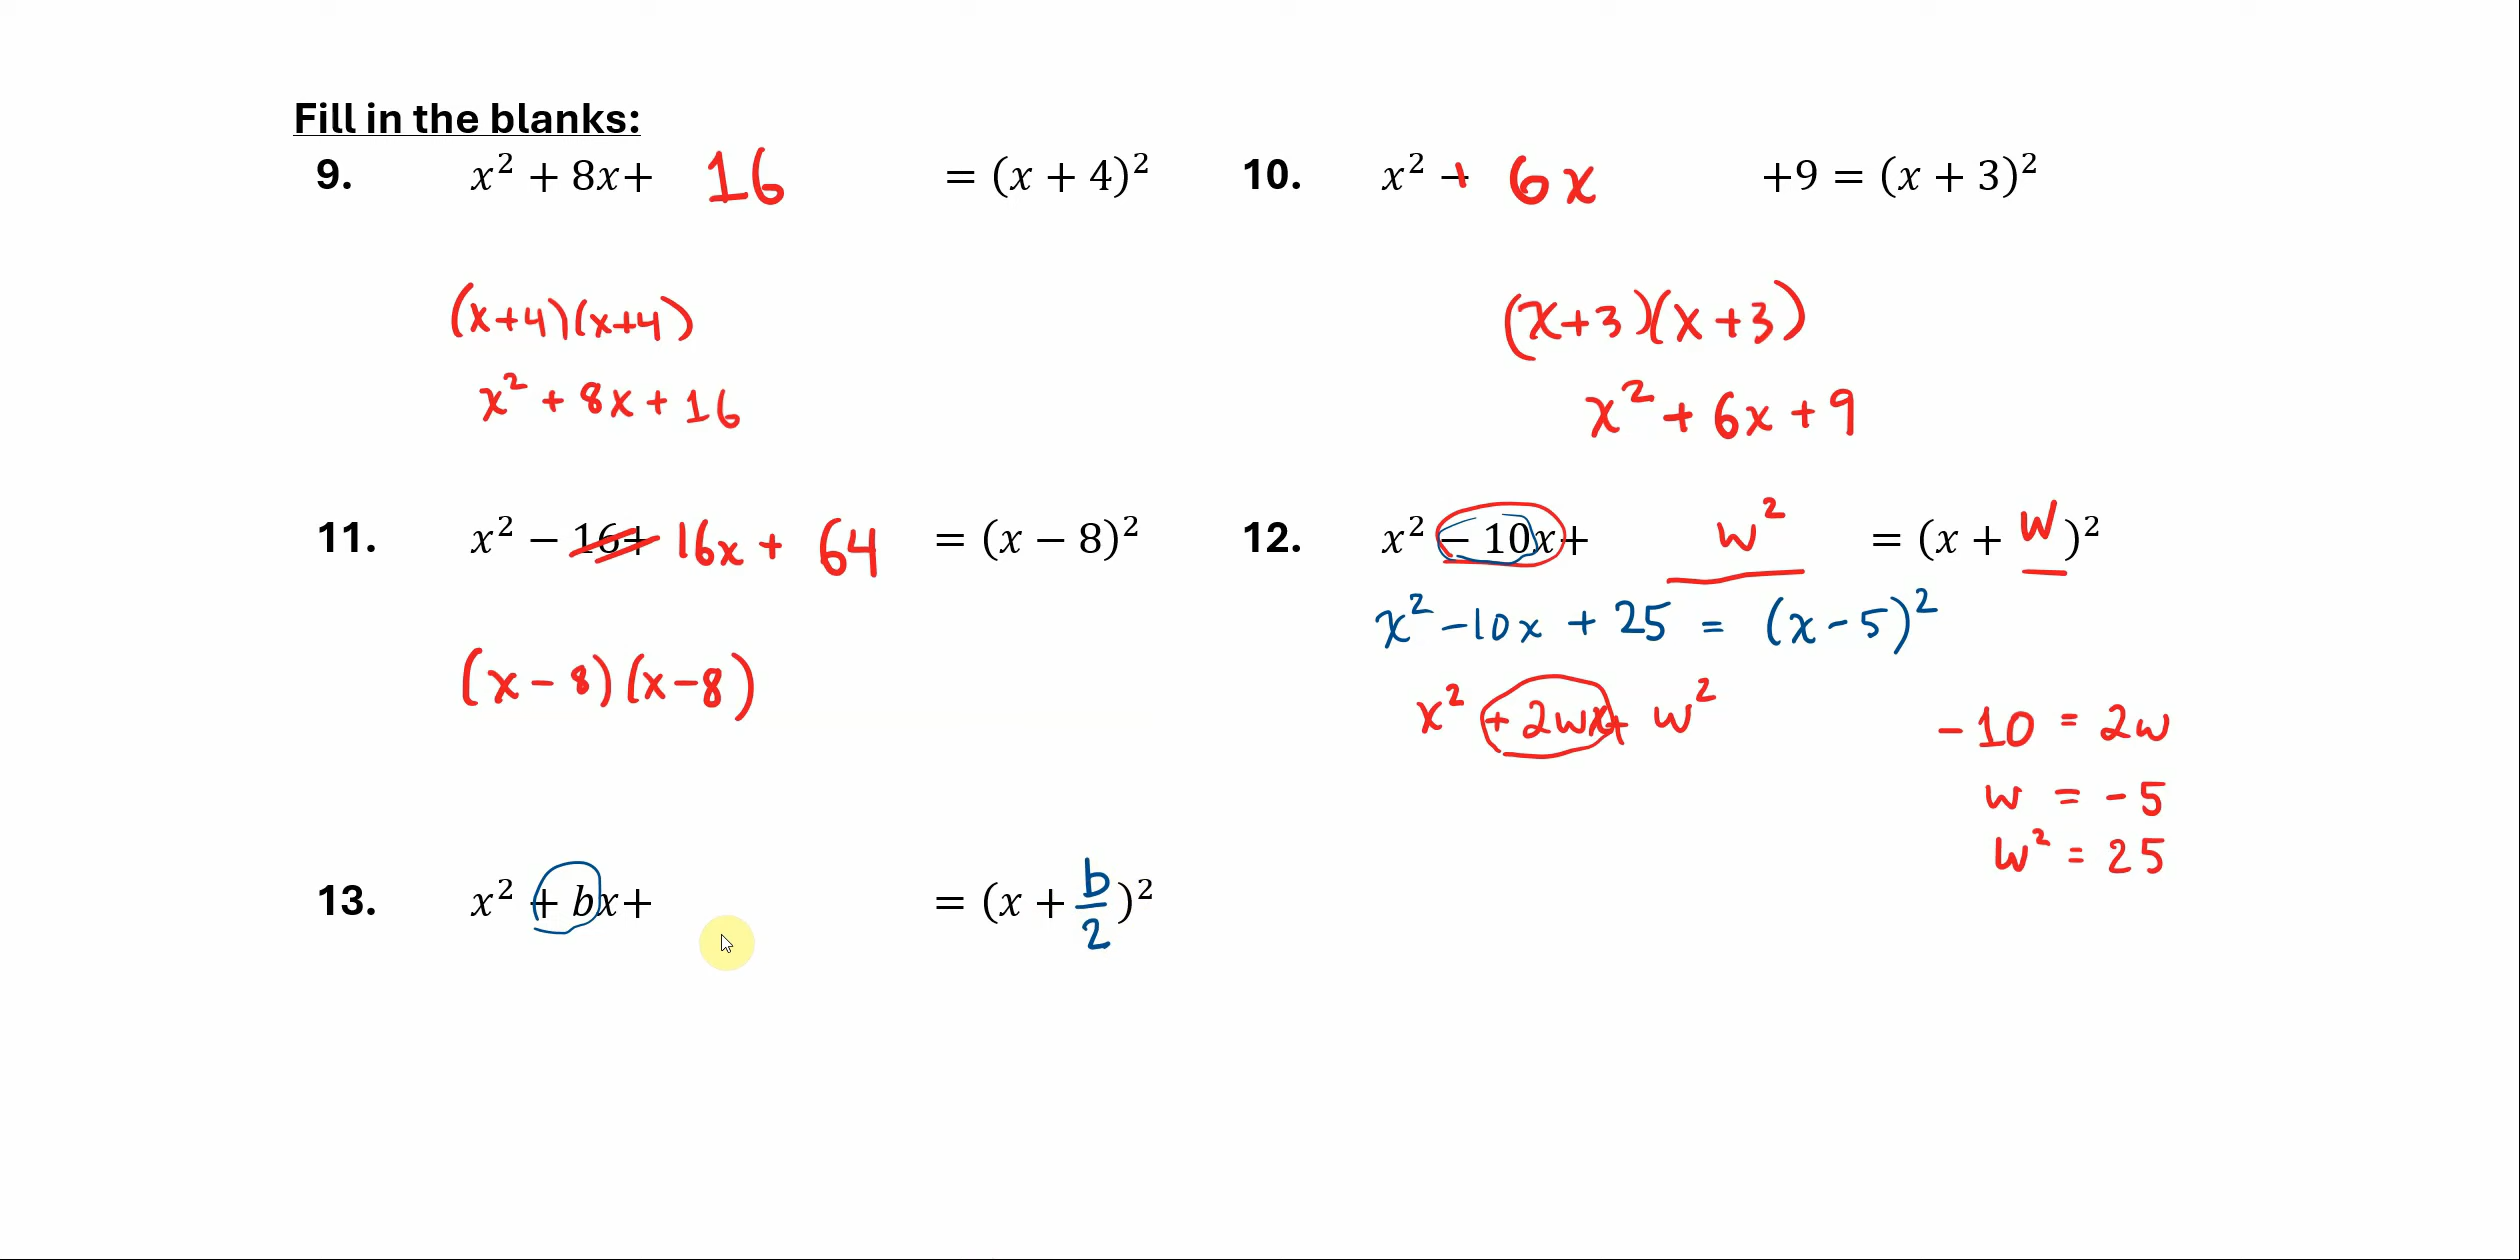 Fill in the blanks:
9. x² + 8x+ 16 = (x + 4)²
10. x² + 6x +9 = (x + 3)²
(x+4)(x+4)
x² + 8x + 16
(x+3)(x+3)
x² + 6x + 9
11. x² − 16+ 16x + 64 = (x − 8)²
12. x² − 10x+ w² = (x + w)²
x² −10x + 25 = (x − 5)²
(x − 8)(x − 8)
x² + 2wx + w²
−10 = 2w
w = −5
w² = 25
13. x² + bx+ = (x + b/2)²